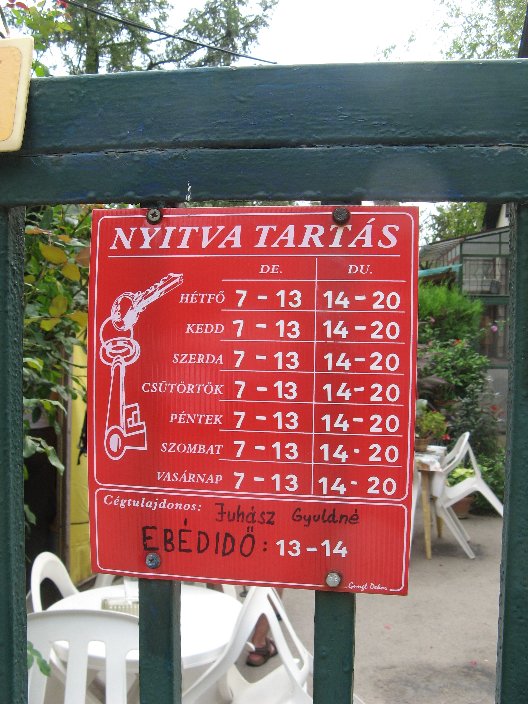 NYITVA TARTÁS
DE. DU.
HÉTFŐ 7 - 13 14 - 20
KEDD 7 - 13 14 - 20
SZERDA 7 - 13 14 - 20
CSÜTÖRTÖK 7 - 13 14 - 20
PÉNTEK 7 - 13 14 - 20
SZOMBAT 7 - 13 14 - 20
VASÁRNAP 7 - 13 14 - 20
Cégtulajdonos: Juhász Gyuláné
EBÉDIDŐ: 13 - 14